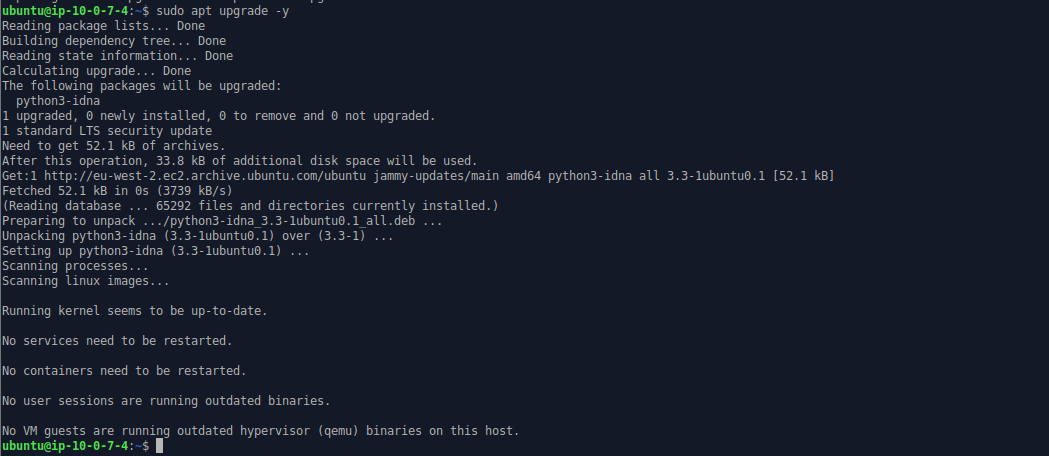 ubuntu@ip-10-0-7-4:~$ sudo apt upgrade -y
Reading package lists... Done
Building dependency tree... Done
Reading state information... Done
Calculating upgrade... Done
The following packages will be upgraded:
  python3-idna
1 upgraded, 0 newly installed, 0 to remove and 0 not upgraded.
1 standard LTS security update
Need to get 52.1 kB of archives.
After this operation, 33.8 kB of additional disk space will be used.
Get:1 http://eu-west-2.ec2.archive.ubuntu.com/ubuntu jammy-updates/main amd64 python3-idna all 3.3-1ubuntu0.1 [52.1 kB]
Fetched 52.1 kB in 0s (3739 kB/s)
(Reading database ... 65292 files and directories currently installed.)
Preparing to unpack .../python3-idna_3.3-1ubuntu0.1_all.deb ...
Unpacking python3-idna (3.3-1ubuntu0.1) over (3.3-1) ...
Setting up python3-idna (3.3-1ubuntu0.1) ...
Scanning processes...
Scanning linux images...

Running kernel seems to be up-to-date.

No services need to be restarted.

No containers need to be restarted.

No user sessions are running outdated binaries.

No VM guests are running outdated hypervisor (qemu) binaries on this host.
ubuntu@ip-10-0-7-4:~$